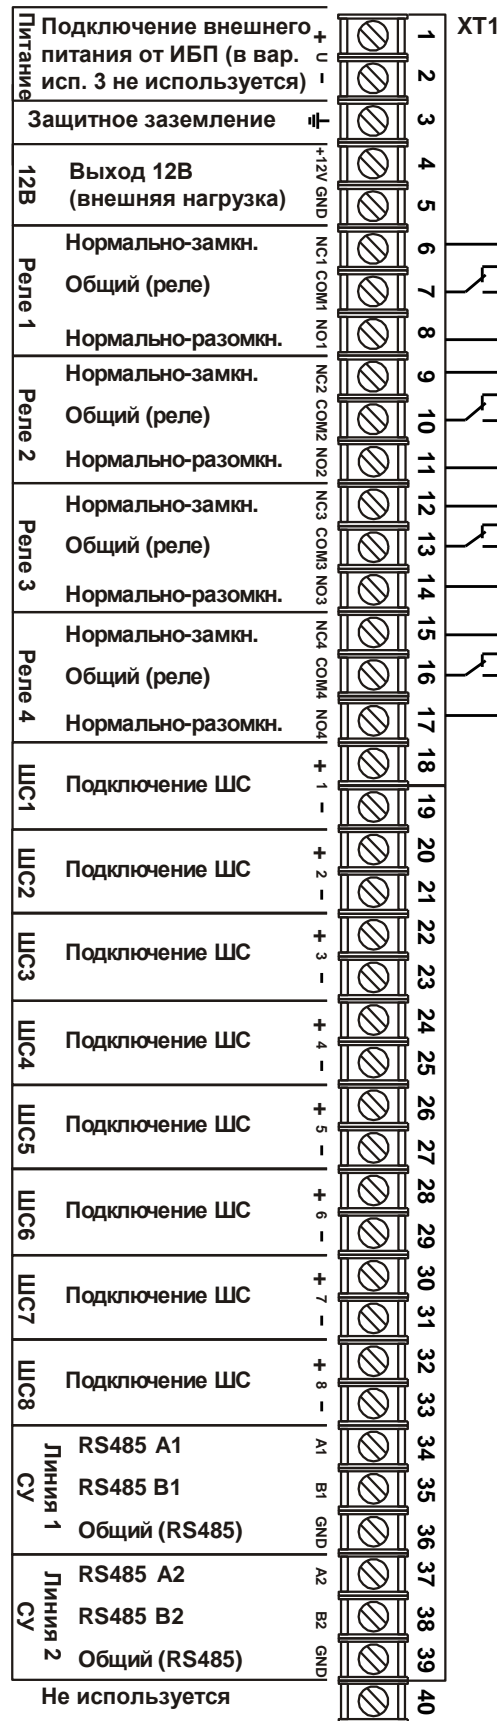 Питание
Подключение внешнего
питания от ИБП (в вар.
исп. 3 не используется)
+ U -
1
XT1
2
Защитное заземление
3
12В
Выход 12В
(внешняя нагрузка)
+12V GND
4
5
Реле 1
Нормально-замкн.
NC1
6
Общий (реле)
COM1
7
Нормально-разомкн.
NO1
8
Реле 2
Нормально-замкн.
NC2
9
Общий (реле)
COM2
10
Нормально-разомкн.
NO2
11
Реле 3
Нормально-замкн.
NC3
12
Общий (реле)
COM3
13
Нормально-разомкн.
NO3
14
Реле 4
Нормально-замкн.
NC4
15
Общий (реле)
COM4
16
Нормально-разомкн.
NO4
17
ШС1
Подключение ШС
+ 1 -
18
19
ШС2
Подключение ШС
+ 2 -
20
21
ШС3
Подключение ШС
+ 3 -
22
23
ШС4
Подключение ШС
+ 4 -
24
25
ШС5
Подключение ШС
+ 5 -
26
27
ШС6
Подключение ШС
+ 6 -
28
29
ШС7
Подключение ШС
+ 7 -
30
31
ШС8
Подключение ШС
+ 8 -
32
33
Линия 1
СУ
RS485 A1
A1
34
RS485 B1
B1
35
Общий (RS485)
GND
36
Линия 2
СУ
RS485 A2
A2
37
RS485 B2
B2
38
Общий (RS485)
GND
39
Не используется
40